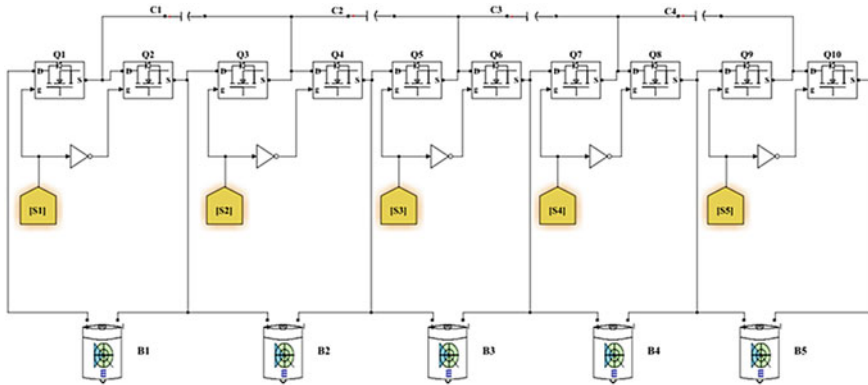 C1 C2 C3 C4
Q1 Q2 Q3 Q4 Q5 Q6 Q7 Q8 Q9 Q10
D S D S D S D S D S D S D S D S D S D S
g g g g g g g g g g
[S1] [S2] [S3] [S4] [S5]
B1 B2 B3 B4 B5
m m m m m